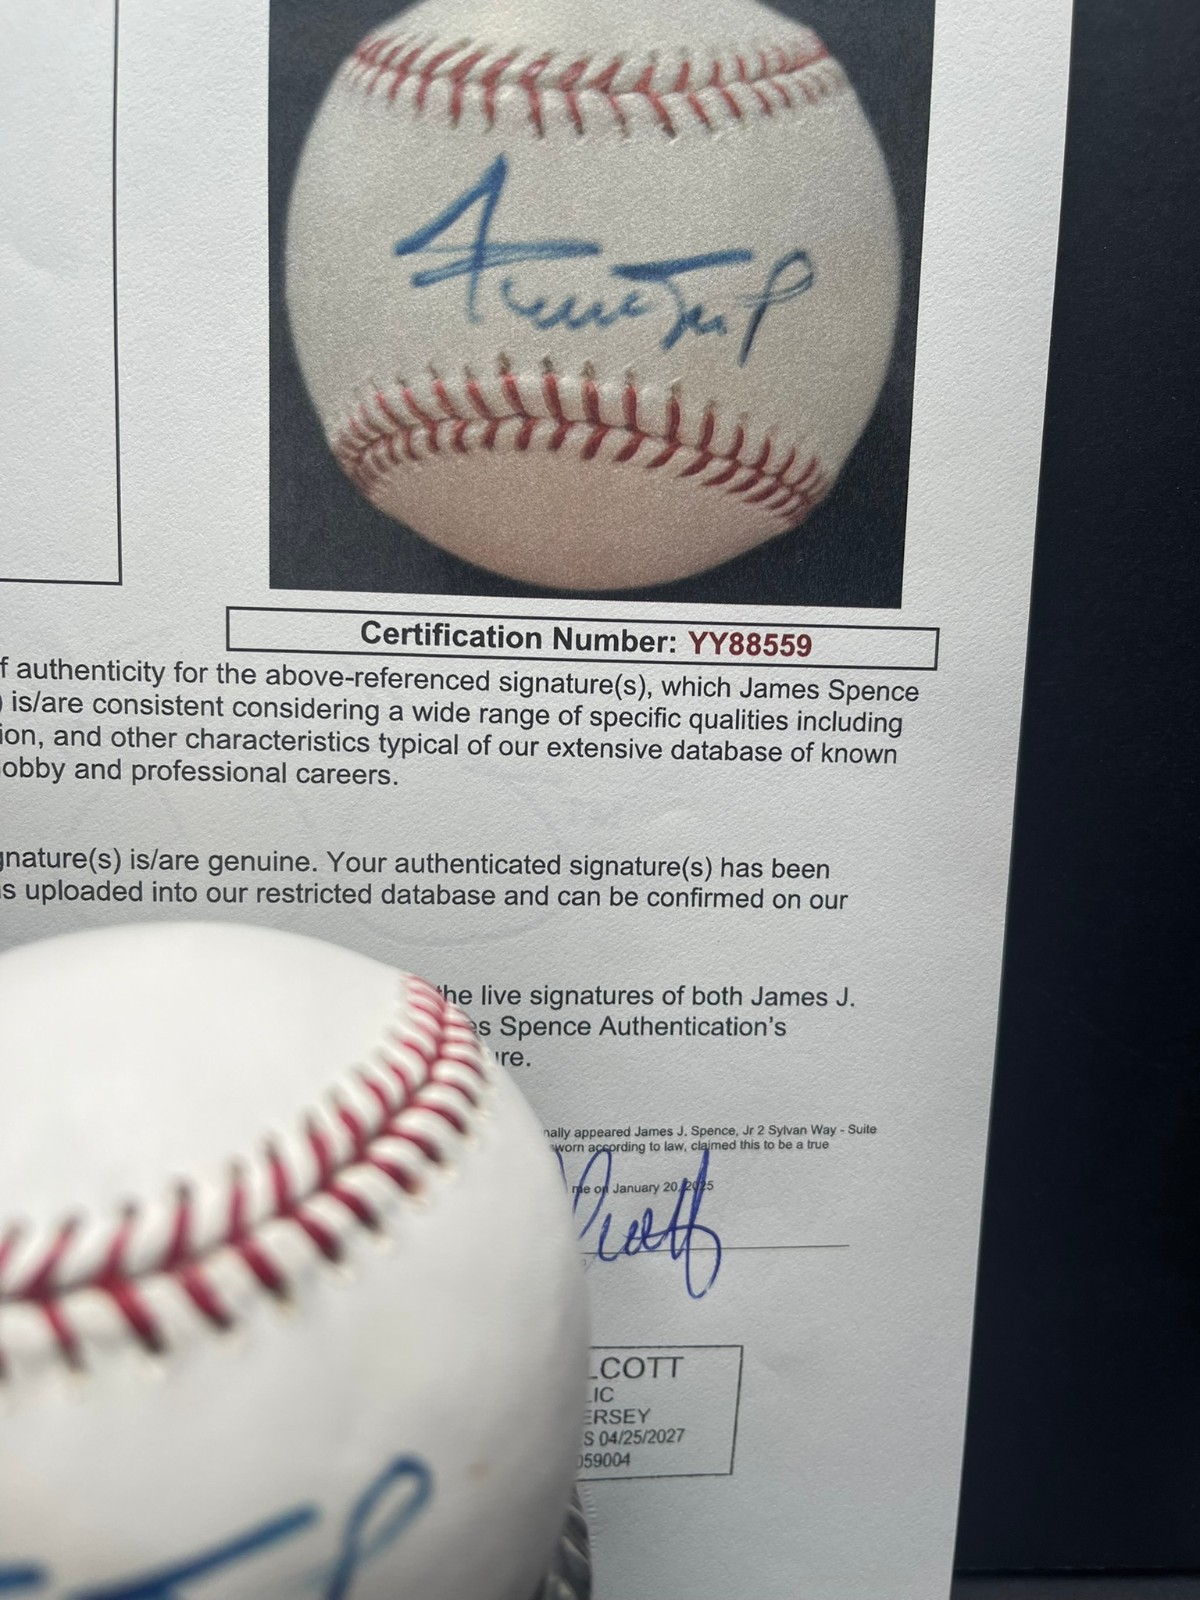 Certification Number: YY88559
f authenticity for the above-referenced signature(s), which James Spence
) is/are consistent considering a wide range of specific qualities including
ion, and other characteristics typical of our extensive database of known
obby and professional careers.
gnature(s) is/are genuine. Your authenticated signature(s) has been
s uploaded into our restricted database and can be confirmed on our
the live signatures of both James J.
es Spence Authentication's
ure.
nally appeared James J. Spence, Jr 2 Sylvan Way - Suite
sworn according to law, claimed this to be a true
me on January 20, 2025
LCOTT
LIC
ERSEY
S 04/25/2027
059004